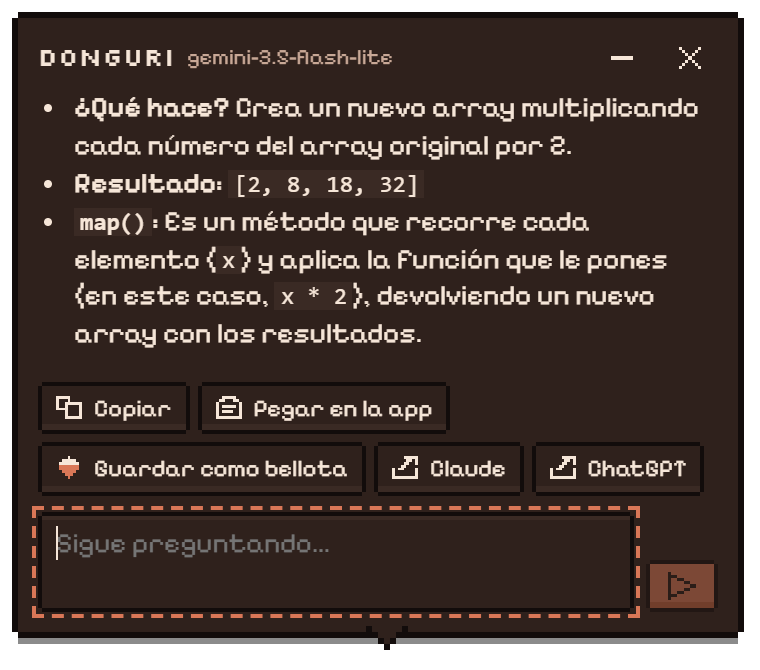 DONGURI gemini-3.8-flash-lite
• ¿Qué hace? Crea un nuevo array multiplicando
cada número del array original por 2.
• Resultado: [2, 8, 18, 32]
• map(): Es un método que recorre cada
elemento (x) y aplica la función que le pones
(en este caso, x * 2), devolviendo un nuevo
array con los resultados.
Copiar
Pegar en la app
Guardar como bellota
Claude
ChatGPT
Sigue preguntando...